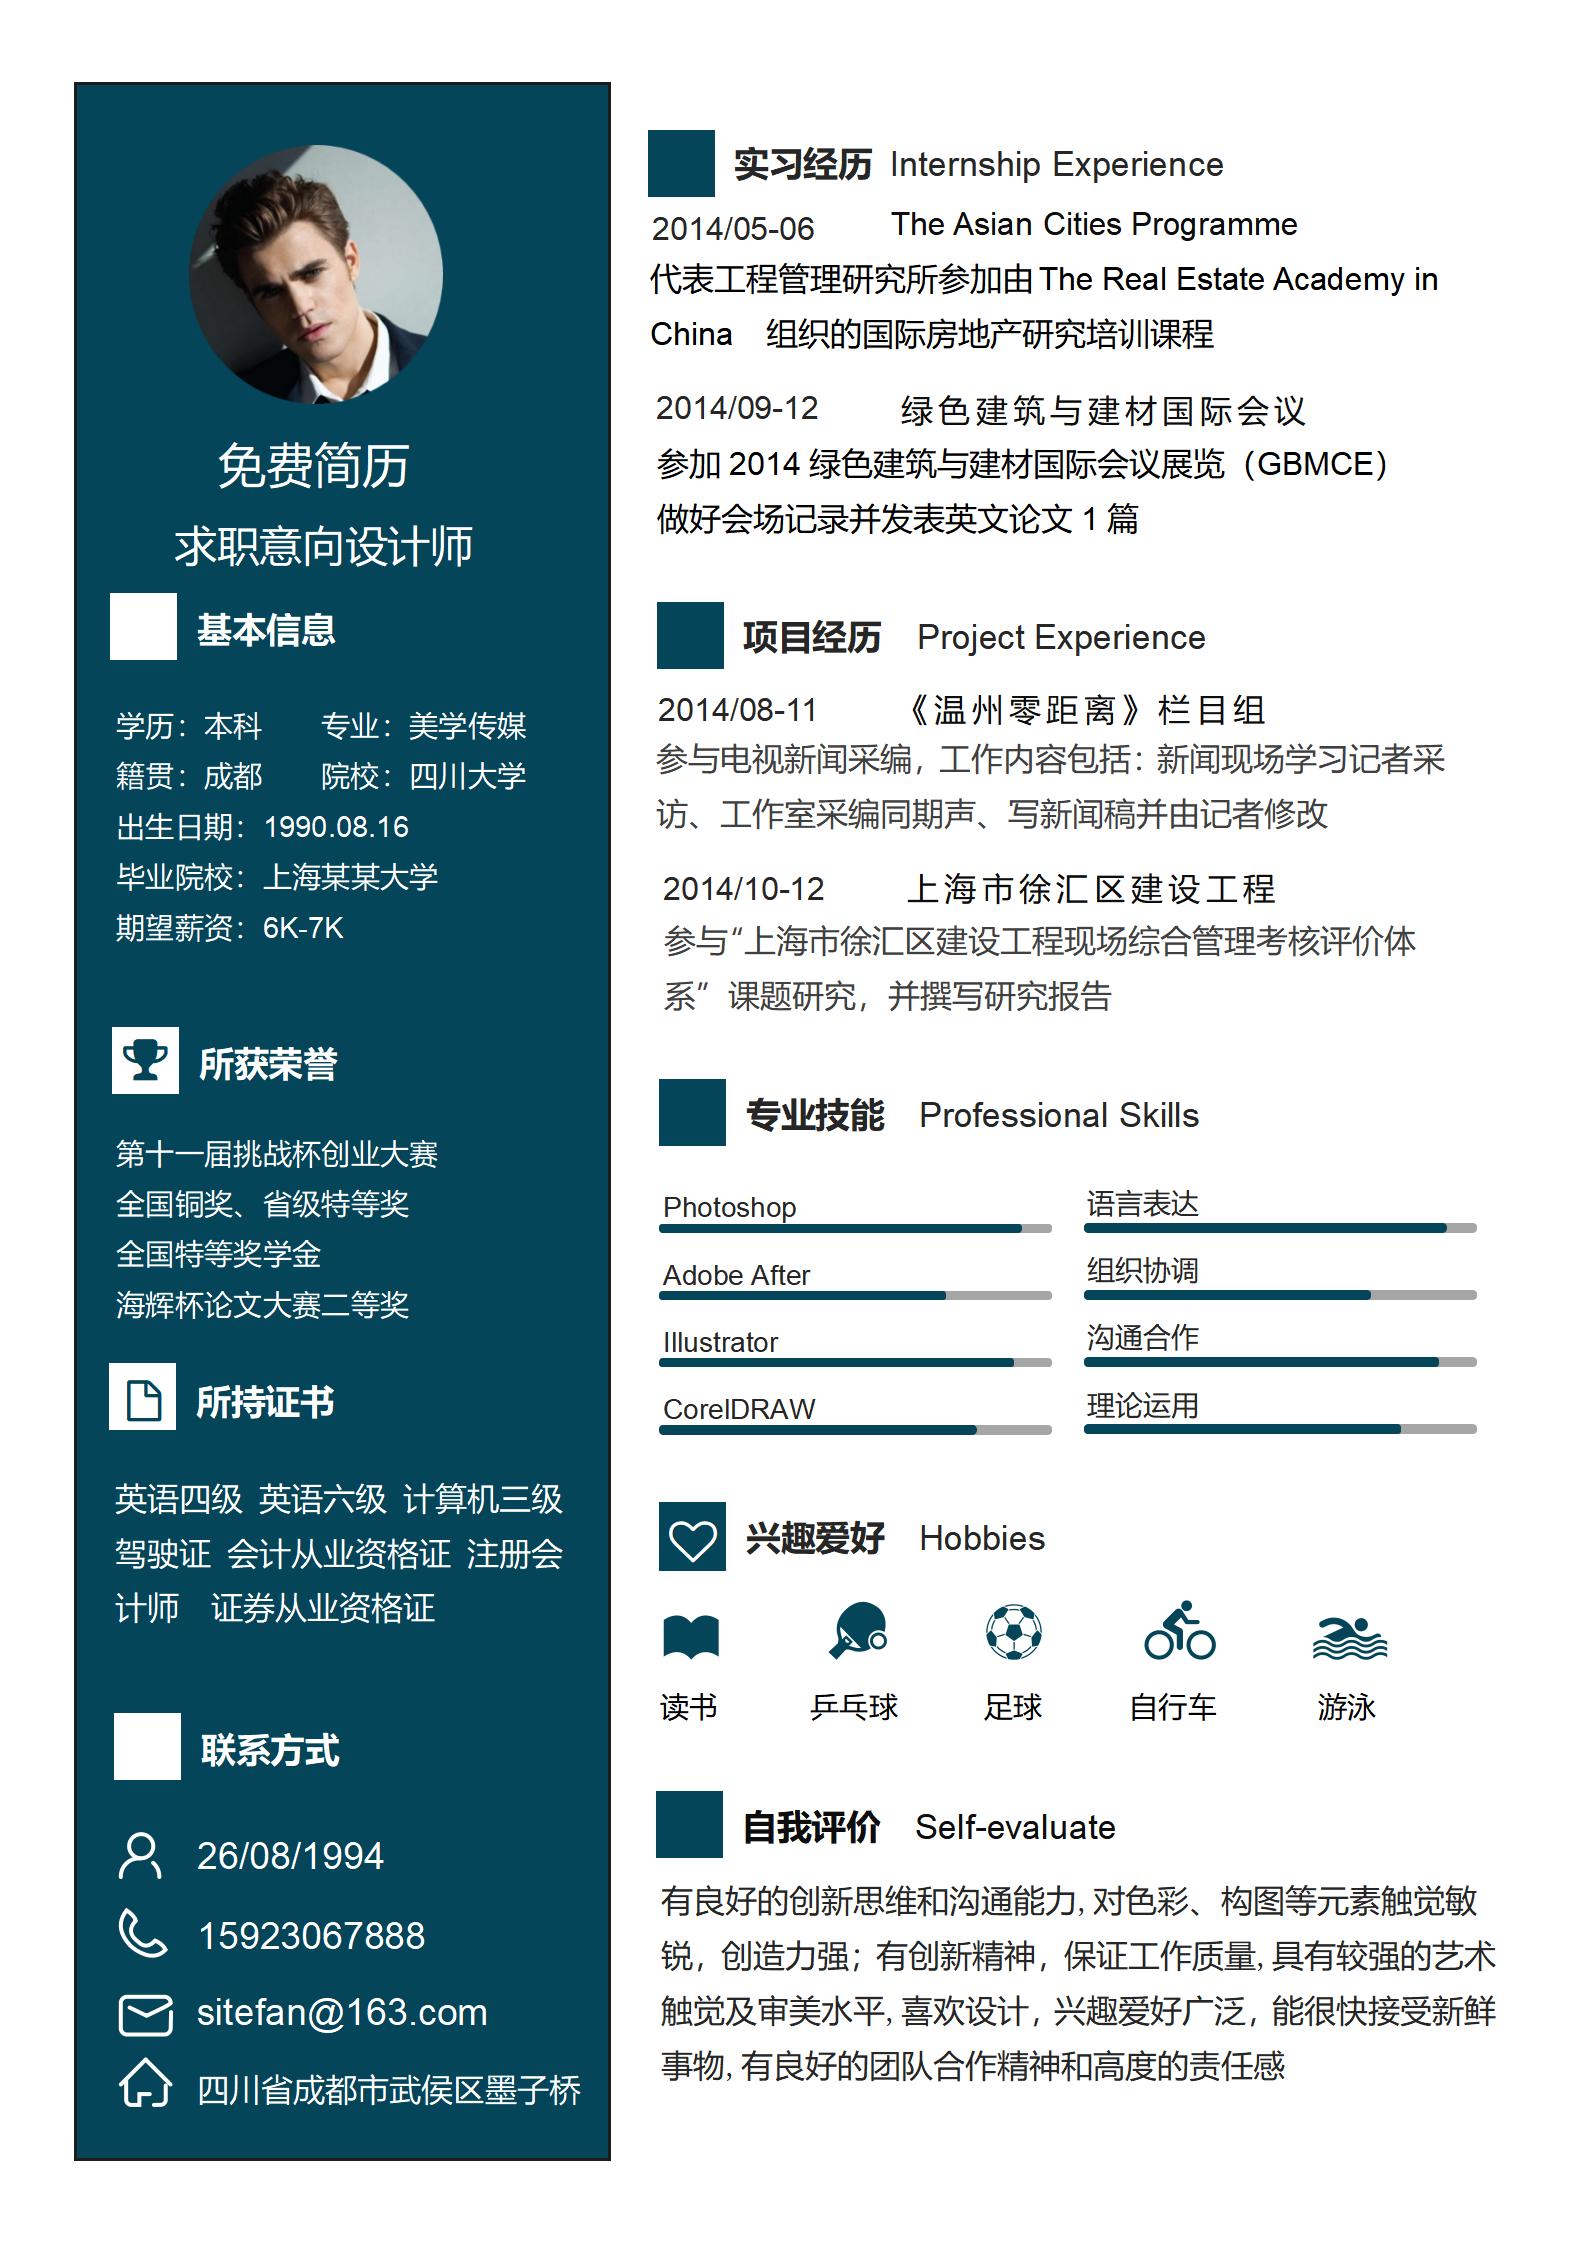 免费简历
求职意向设计师
基本信息
学历：本科　　专业：美学传媒
籍贯：成都　　院校：四川大学
出生日期：1990.08.16
毕业院校：上海某某大学
期望薪资：6K-7K
所获荣誉
第十一届挑战杯创业大赛
全国铜奖、省级特等奖
全国特等奖学金
海辉杯论文大赛二等奖
所持证书
英语四级 英语六级 计算机三级
驾驶证 会计从业资格证 注册会
计师　证券从业资格证
联系方式
26/08/1994
15923067888
sitefan@163.com
四川省成都市武侯区墨子桥
实习经历 Internship Experience
2014/05-06　　The Asian Cities Programme
代表工程管理研究所参加由 The Real Estate Academy in
China　组织的国际房地产研究培训课程
2014/09-12　　绿色建筑与建材国际会议
参加 2014 绿色建筑与建材国际会议展览（GBMCE）
做好会场记录并发表英文论文 1 篇
项目经历　Project Experience
2014/08-11　　《温州零距离》栏目组
参与电视新闻采编，工作内容包括：新闻现场学习记者采
访、工作室采编同期声、写新闻稿并由记者修改
2014/10-12　　上海市徐汇区建设工程
参与“上海市徐汇区建设工程现场综合管理考核评价体
系” 课题研究，并撰写研究报告
专业技能　Professional Skills
Photoshop　　语言表达
Adobe After　　组织协调
Illustrator　　沟通合作
CorelDRAW　　理论运用
兴趣爱好　Hobbies
读书　　乒乓球　　足球　　自行车　　游泳
自我评价　Self-evaluate
有良好的创新思维和沟通能力, 对色彩、构图等元素触觉敏
锐，创造力强；有创新精神，保证工作质量, 具有较强的艺术
触觉及审美水平, 喜欢设计，兴趣爱好广泛，能很快接受新鲜
事物, 有良好的团队合作精神和高度的责任感